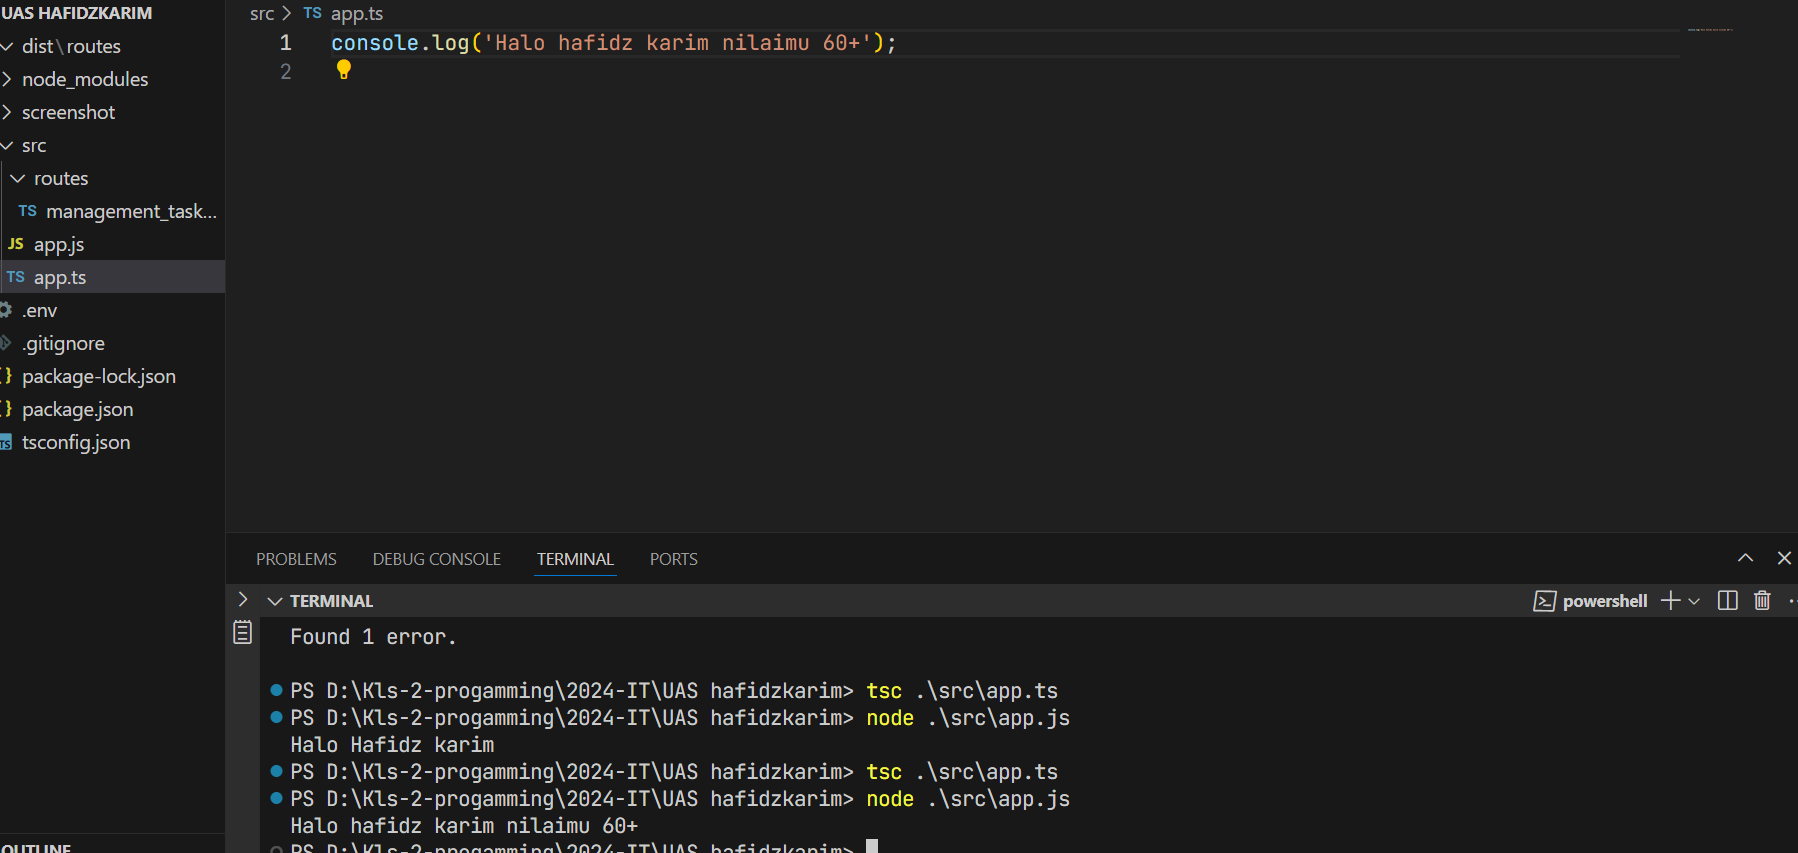 UAS HAFIDZKARIM
dist\routes
node_modules
screenshot
src
routes
TS management_task...
JS app.js
TS app.ts
.env
.gitignore
{} package-lock.json
{} package.json
TS tsconfig.json
OUTLINE
src > TS app.ts
1 console.log('Halo hafidz karim nilaimu 60+');
2
PROBLEMS DEBUG CONSOLE TERMINAL PORTS
TERMINAL powershell
Found 1 error.
PS D:\Kls-2-progamming\2024-IT\UAS hafidzkarim> tsc .\src\app.ts
PS D:\Kls-2-progamming\2024-IT\UAS hafidzkarim> node .\src\app.js
Halo Hafidz karim
PS D:\Kls-2-progamming\2024-IT\UAS hafidzkarim> tsc .\src\app.ts
PS D:\Kls-2-progamming\2024-IT\UAS hafidzkarim> node .\src\app.js
Halo hafidz karim nilaimu 60+
PS D:\Kls-2-progamming\2024-IT\UAS hafidzkarim>